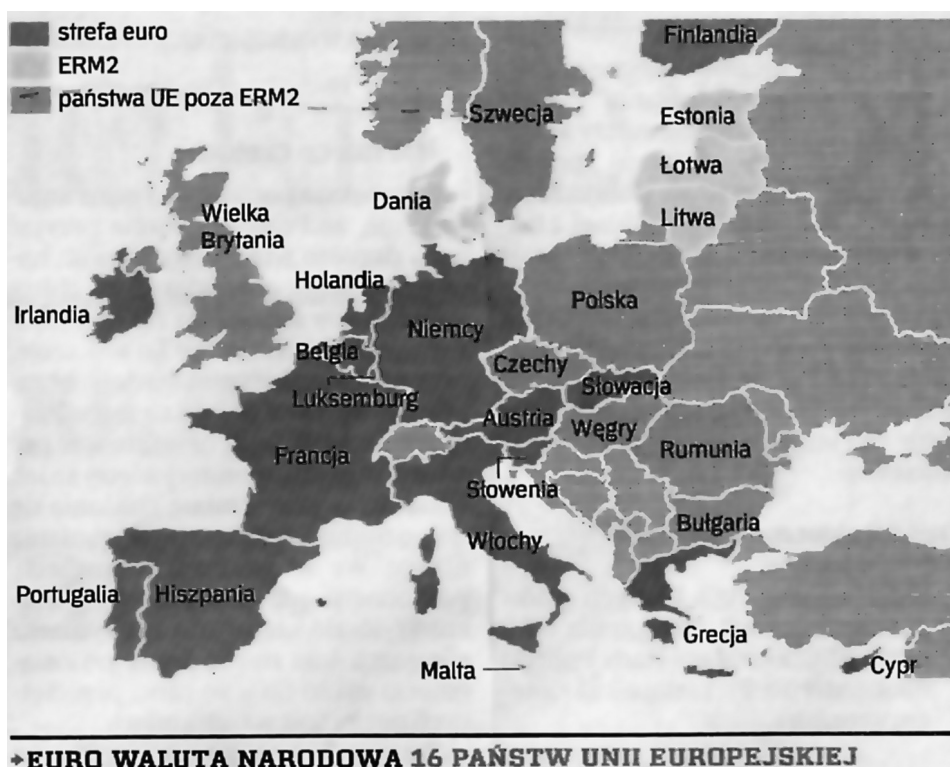 strefa euro
ERM2
państwa UE poza ERM2
Finlandia
Szwecja
Estonia
Łotwa
Litwa
Dania
Wielka
Brytania
Irlandia
Holandia
Niemcy
Polska
Belgia
Luksemburg
Czechy
Słowacja
Austria
Węgry
Rumunia
Francja
Słowenia
Bułgaria
Włochy
Portugalia
Hiszpania
Grecja
Malta
Cypr
EURO WALUTA NARODOWA 16 PAŃSTW UNII EUROPEJSKIEJ